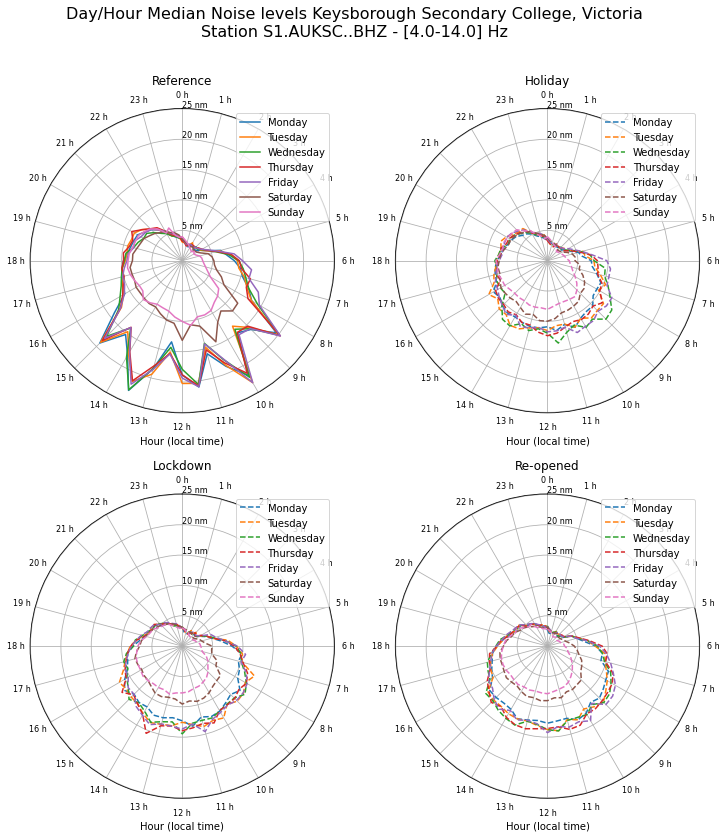 Day/Hour Median Noise levels Keysborough Secondary College, Victoria
Station S1.AUKSC..BHZ - [4.0-14.0] Hz
Reference
0 h
1 h
5 h
6 h
7 h
8 h
9 h
10 h
11 h
12 h
13 h
14 h
15 h
16 h
17 h
18 h
19 h
20 h
21 h
22 h
23 h
25 nm
20 nm
15 nm
10 nm
5 nm
Monday
Tuesday
Wednesday
Thursday
Friday
Saturday
Sunday
Hour (local time)
Holiday
0 h
1 h
5 h
6 h
7 h
8 h
9 h
10 h
11 h
12 h
13 h
14 h
15 h
16 h
17 h
18 h
19 h
20 h
21 h
22 h
23 h
25 nm
20 nm
15 nm
10 nm
5 nm
Monday
Tuesday
Wednesday
Thursday
Friday
Saturday
Sunday
Hour (local time)
Lockdown
0 h
1 h
5 h
6 h
7 h
8 h
9 h
10 h
11 h
12 h
13 h
14 h
15 h
16 h
17 h
18 h
19 h
20 h
21 h
22 h
23 h
25 nm
20 nm
15 nm
10 nm
5 nm
Monday
Tuesday
Wednesday
Thursday
Friday
Saturday
Sunday
Hour (local time)
Re-opened
0 h
1 h
5 h
6 h
7 h
8 h
9 h
10 h
11 h
12 h
13 h
14 h
15 h
16 h
17 h
18 h
19 h
20 h
21 h
22 h
23 h
25 nm
20 nm
15 nm
10 nm
5 nm
Monday
Tuesday
Wednesday
Thursday
Friday
Saturday
Sunday
Hour (local time)